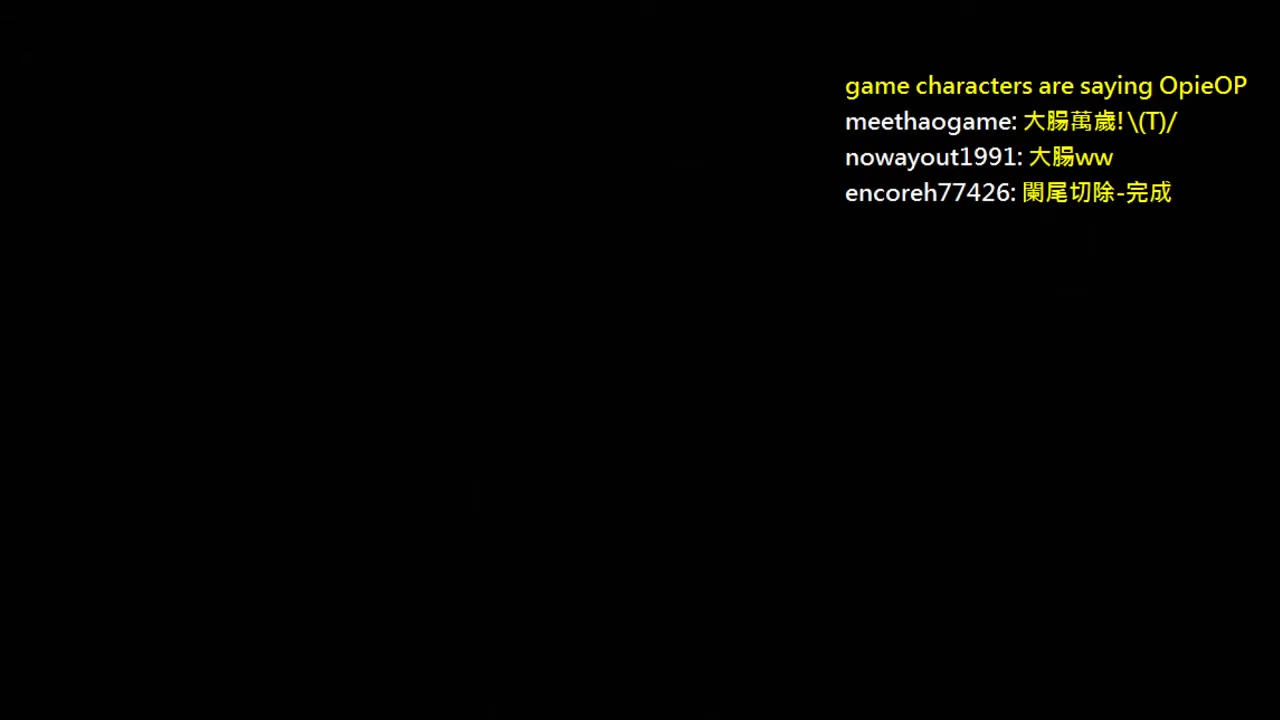 game characters are saying OpieOP
meethaogame: 大腸萬歲! \(T)/
nowayout1991: 大腸ww
encoreh77426: 闌尾切除-完成